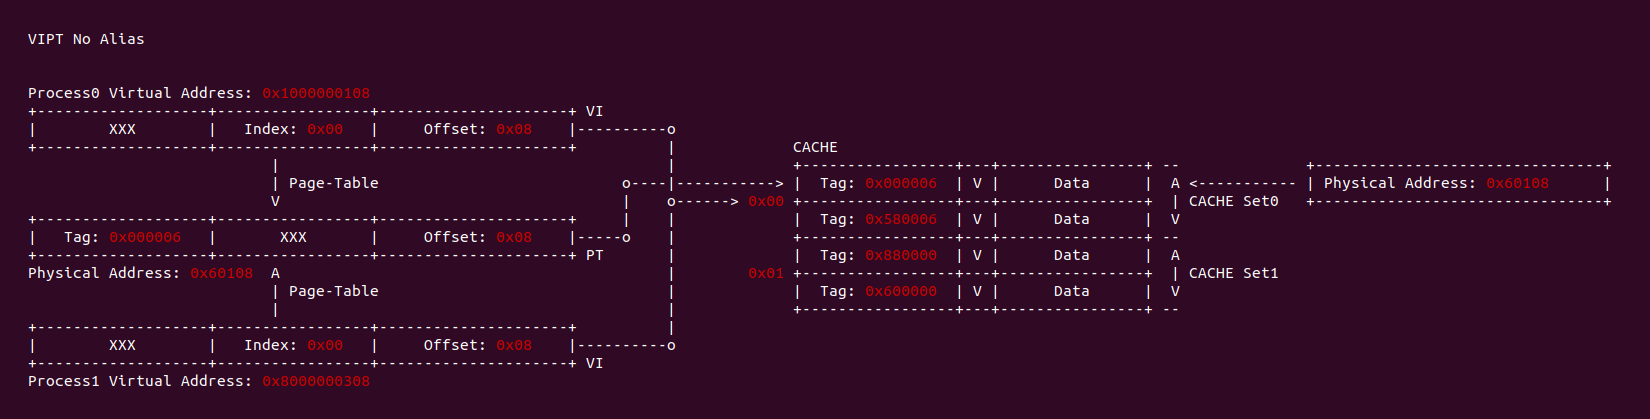 VIPT No Alias
Process0 Virtual Address: 0x1000000108
+-------------------+-----------------+---------------------+ VI
|        XXX        |   Index: 0x00   |     Offset: 0x08    |----------o
+-------------------+-----------------+---------------------+          |             CACHE
                           |                                           |             +-----------------+---+----------------+ --              +--------------------------------+
                           | Page-Table                           o----|-----------> |  Tag: 0x000006  | V |      Data      |  A <----------- | Physical Address: 0x60108      |
                           V                                      |    o------> 0x00 +-----------------+---+----------------+  | CACHE Set0   +--------------------------------+
+-------------------+-----------------+---------------------+     |    |             |  Tag: 0x580006  | V |      Data      |  V
|   Tag: 0x000006   |       XXX       |     Offset: 0x08    |-----o    |             +-----------------+---+----------------+ --
+-------------------+-----------------+---------------------+ PT       |             |  Tag: 0x880000  | V |      Data      |  A
Physical Address: 0x60108  A                                           |        0x01 +-----------------+---+----------------+  | CACHE Set1
                           | Page-Table                                |             |  Tag: 0x600000  | V |      Data      |  V
                           |                                           |             +-----------------+---+----------------+ --
+-------------------+-----------------+---------------------+          |
|        XXX        |   Index: 0x00   |     Offset: 0x08    |----------o
+-------------------+-----------------+---------------------+ VI
Process1 Virtual Address: 0x8000000308